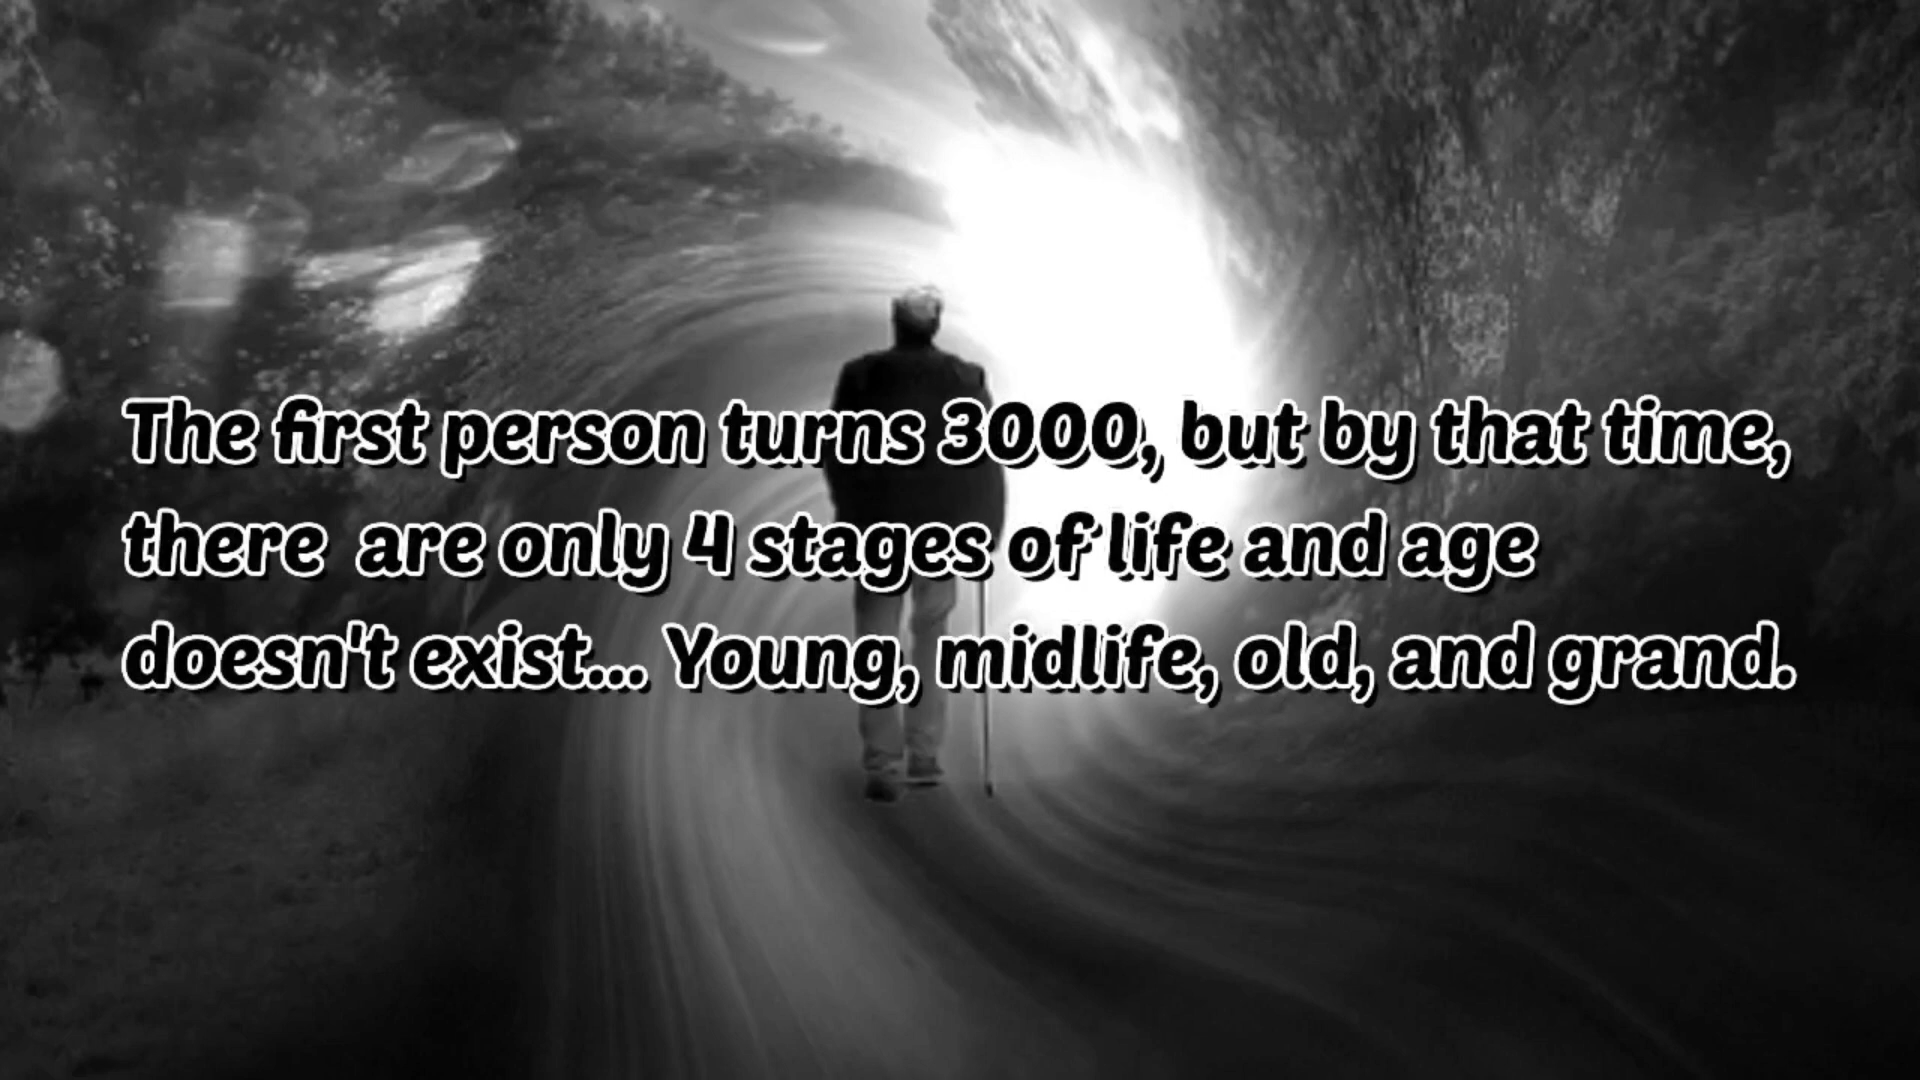 The first person turns 3000, but by that time,
there  are only 4 stages of life and age
doesn't exist... Young, midlife, old, and grand.